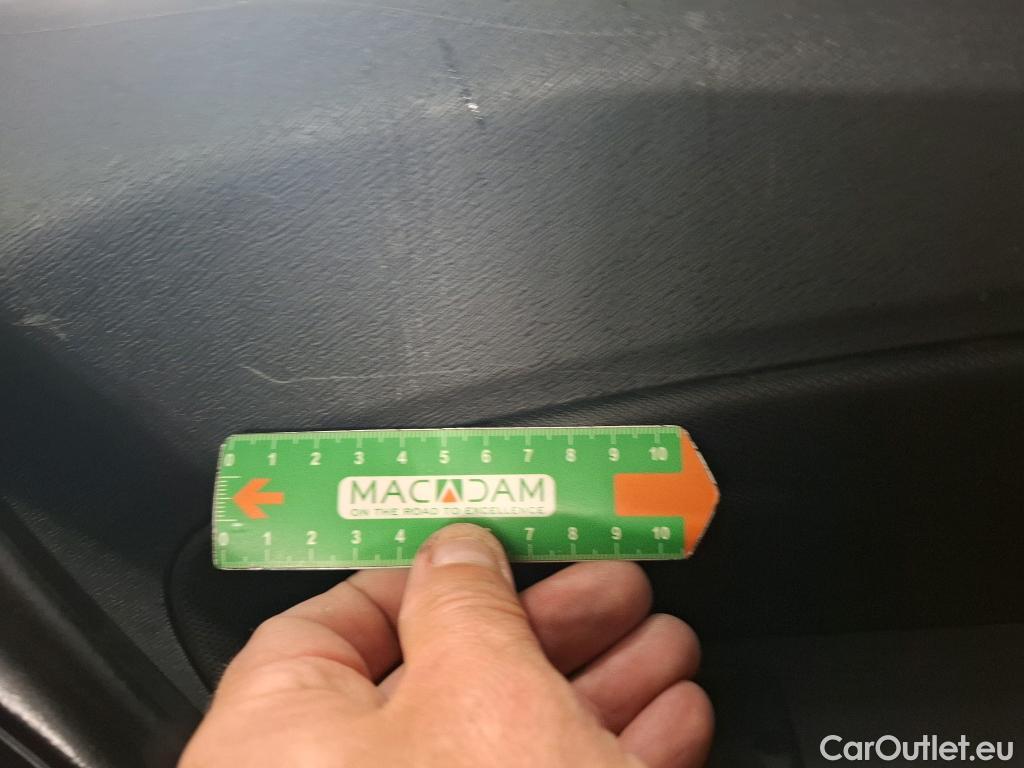 0 1 2 3 4 5 6 7 8 9 10
MACADAM
ON THE ROAD TO EXCELLENCE
0 1 2 3 4 7 8 9 10
CarOutlet.eu